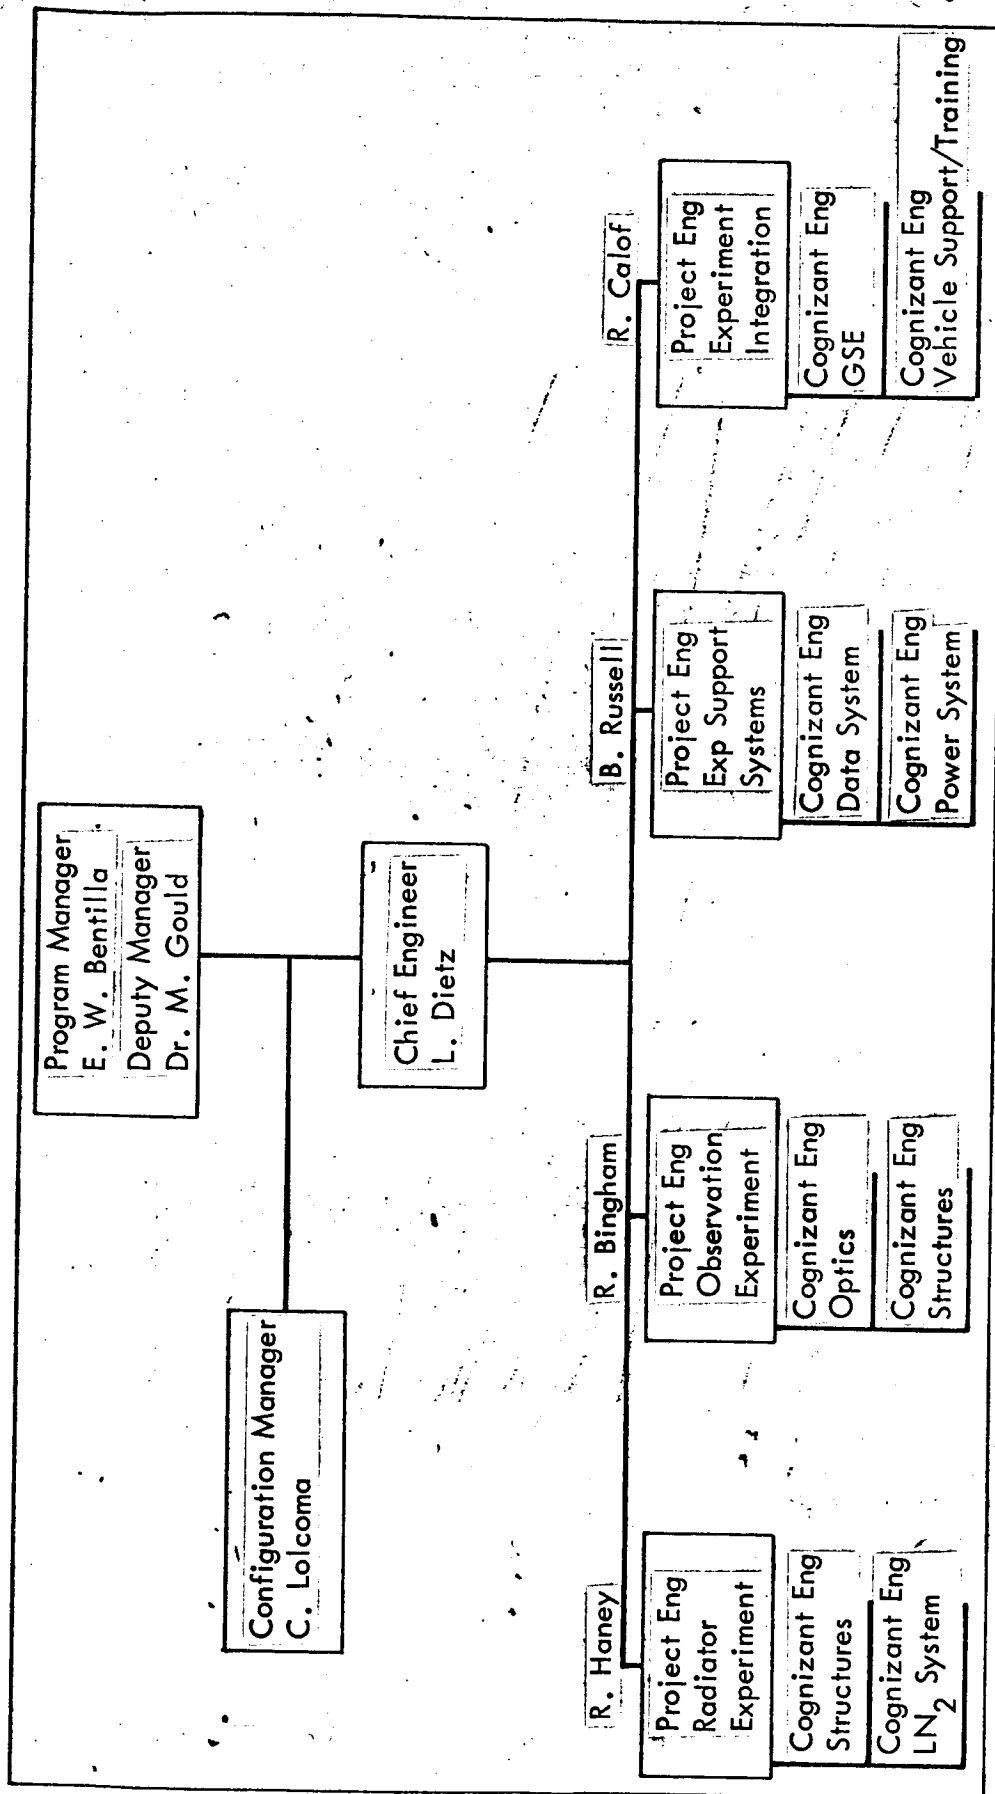 Program Manager
E. W. Bentilla
Deputy Manager
Dr. M. Gould
Configuration Manager
C. Lolcoma
Chief Engineer
L. Dietz
R. Haney
Project Eng
Radiator
Experiment
Cognizant Eng
Structures
Cognizant Eng
LN2 System
R. Bingham
Project Eng
Observation
Experiment
Cognizant Eng
Optics
Cognizant Eng
Structures
B. Russell
Project Eng
Exp Support
Systems
Cognizant Eng
Data System
Cognizant Eng
Power System
R. Calof
Project Eng
Experiment
Integration
Cognizant Eng
GSE
Cognizant Eng
Vehicle Support/Training